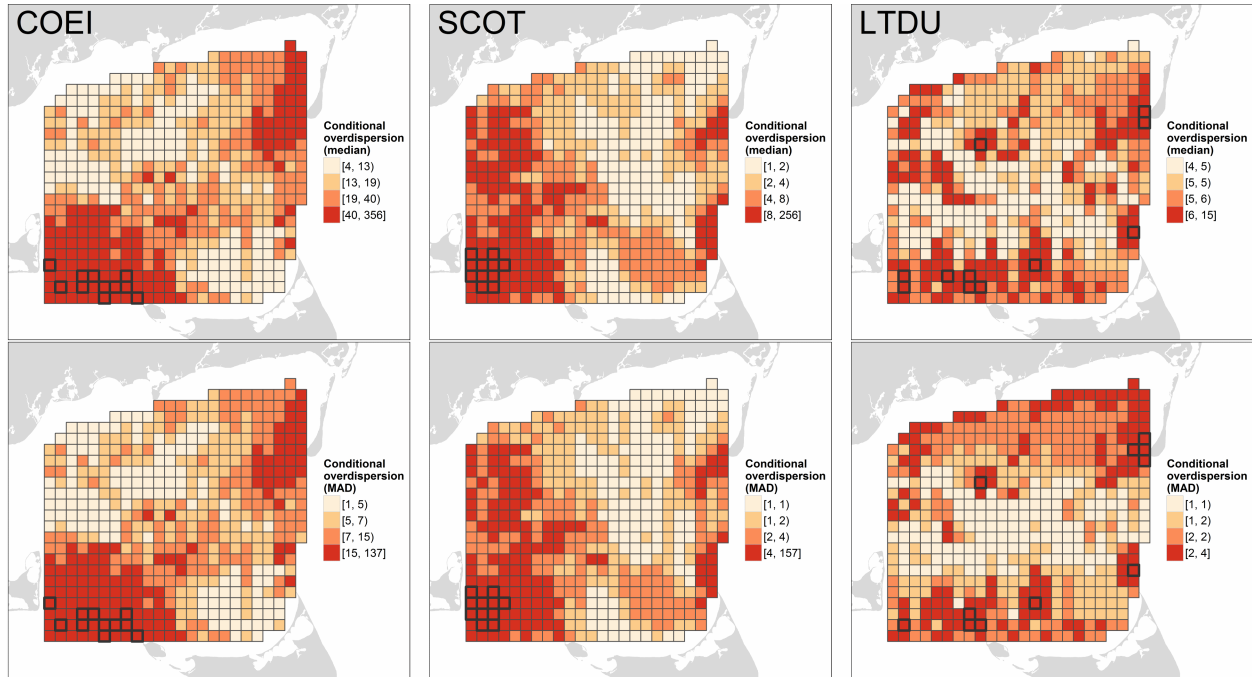 COEI
Conditional
overdispersion
(median)
[4, 13)
[13, 19)
[19, 40)
[40, 356]
SCOT
Conditional
overdispersion
(median)
[1, 2)
[2, 4)
[4, 8)
[8, 256]
LTDU
Conditional
overdispersion
(median)
[4, 5)
[5, 5)
[5, 6)
[6, 15]
Conditional
overdispersion
(MAD)
[1, 5)
[5, 7)
[7, 15)
[15, 137]
Conditional
overdispersion
(MAD)
[1, 1)
[1, 2)
[2, 4)
[4, 157]
Conditional
overdispersion
(MAD)
[1, 1)
[1, 2)
[2, 2)
[2, 4]